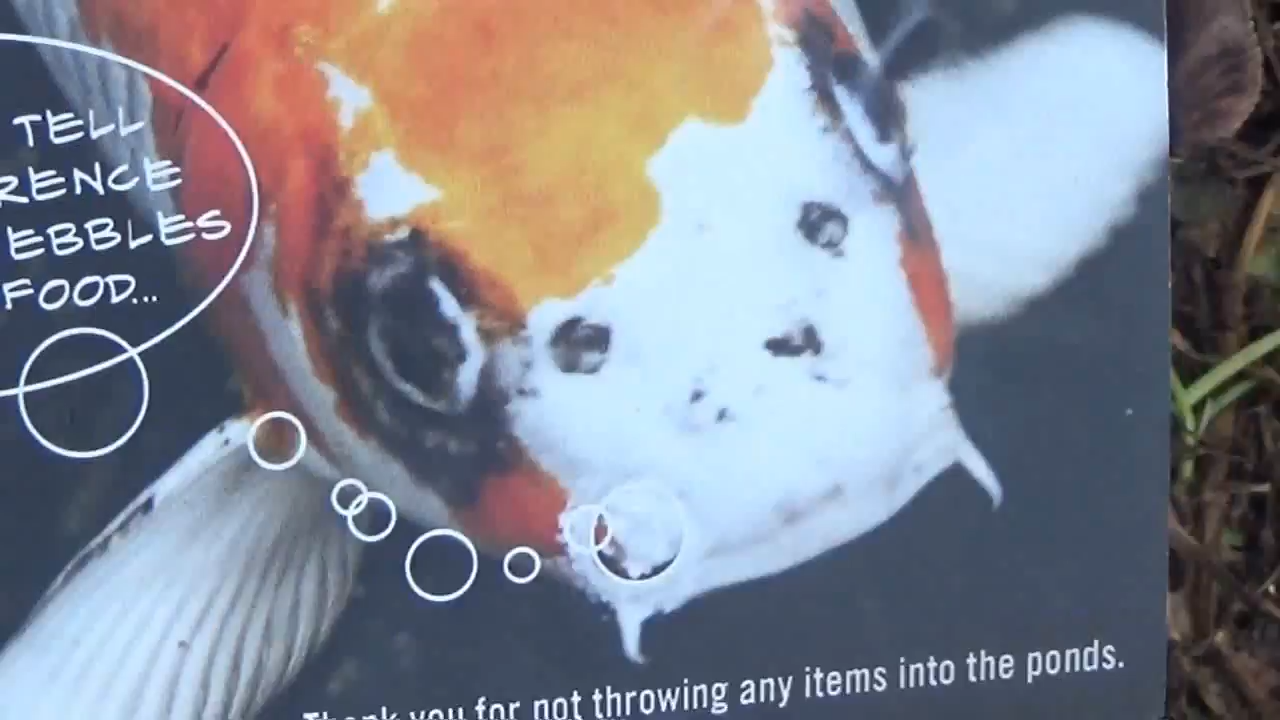 TELL
RENCE
EBBLES
FOOD...
Thank you for not throwing any items into the ponds.